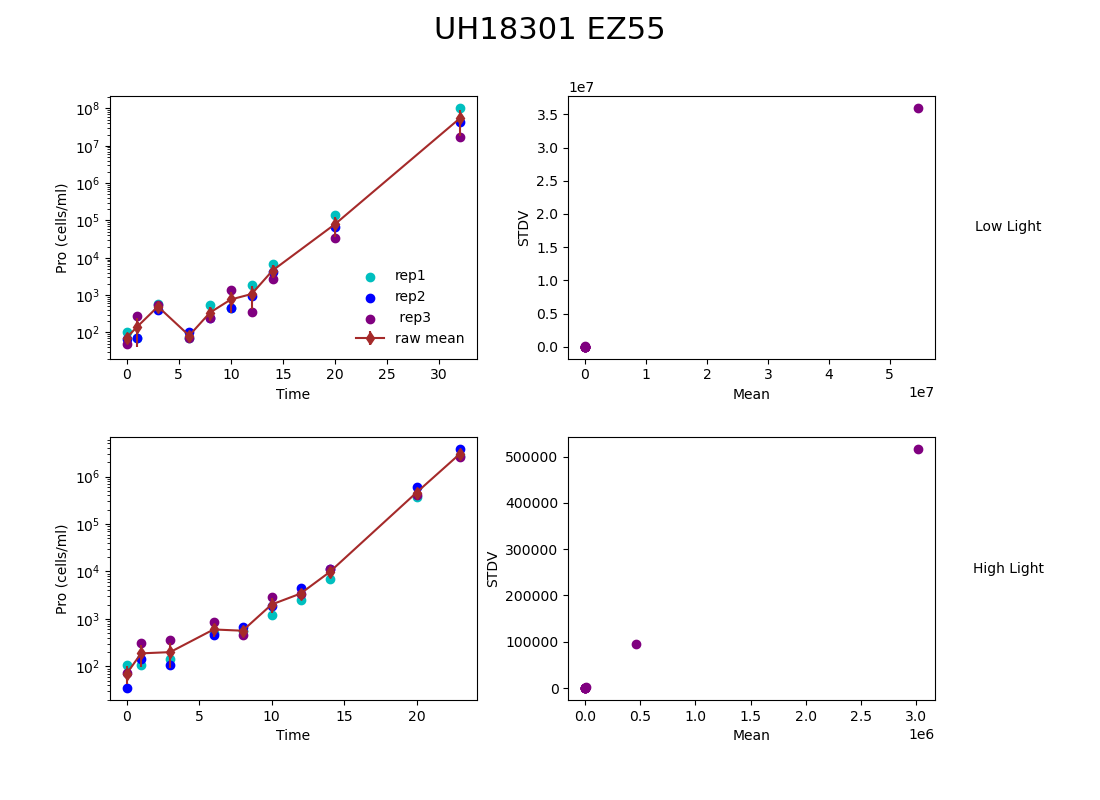 UH18301 EZ55
10^8
10^7
10^6
10^5
10^4
10^3
10^2
Pro (cells/ml)
0 5 10 15 20 25 30
Time
rep1
rep2
rep3
raw mean
1e7
3.5
3.0
2.5
2.0
1.5
1.0
0.5
0.0
STDV
0 1 2 3 4 5
1e7
Mean
Low Light
10^6
10^5
10^4
10^3
10^2
Pro (cells/ml)
0 5 10 15 20
Time
500000
400000
300000
200000
100000
0
STDV
0.0 0.5 1.0 1.5 2.0 2.5 3.0
1e6
Mean
High Light